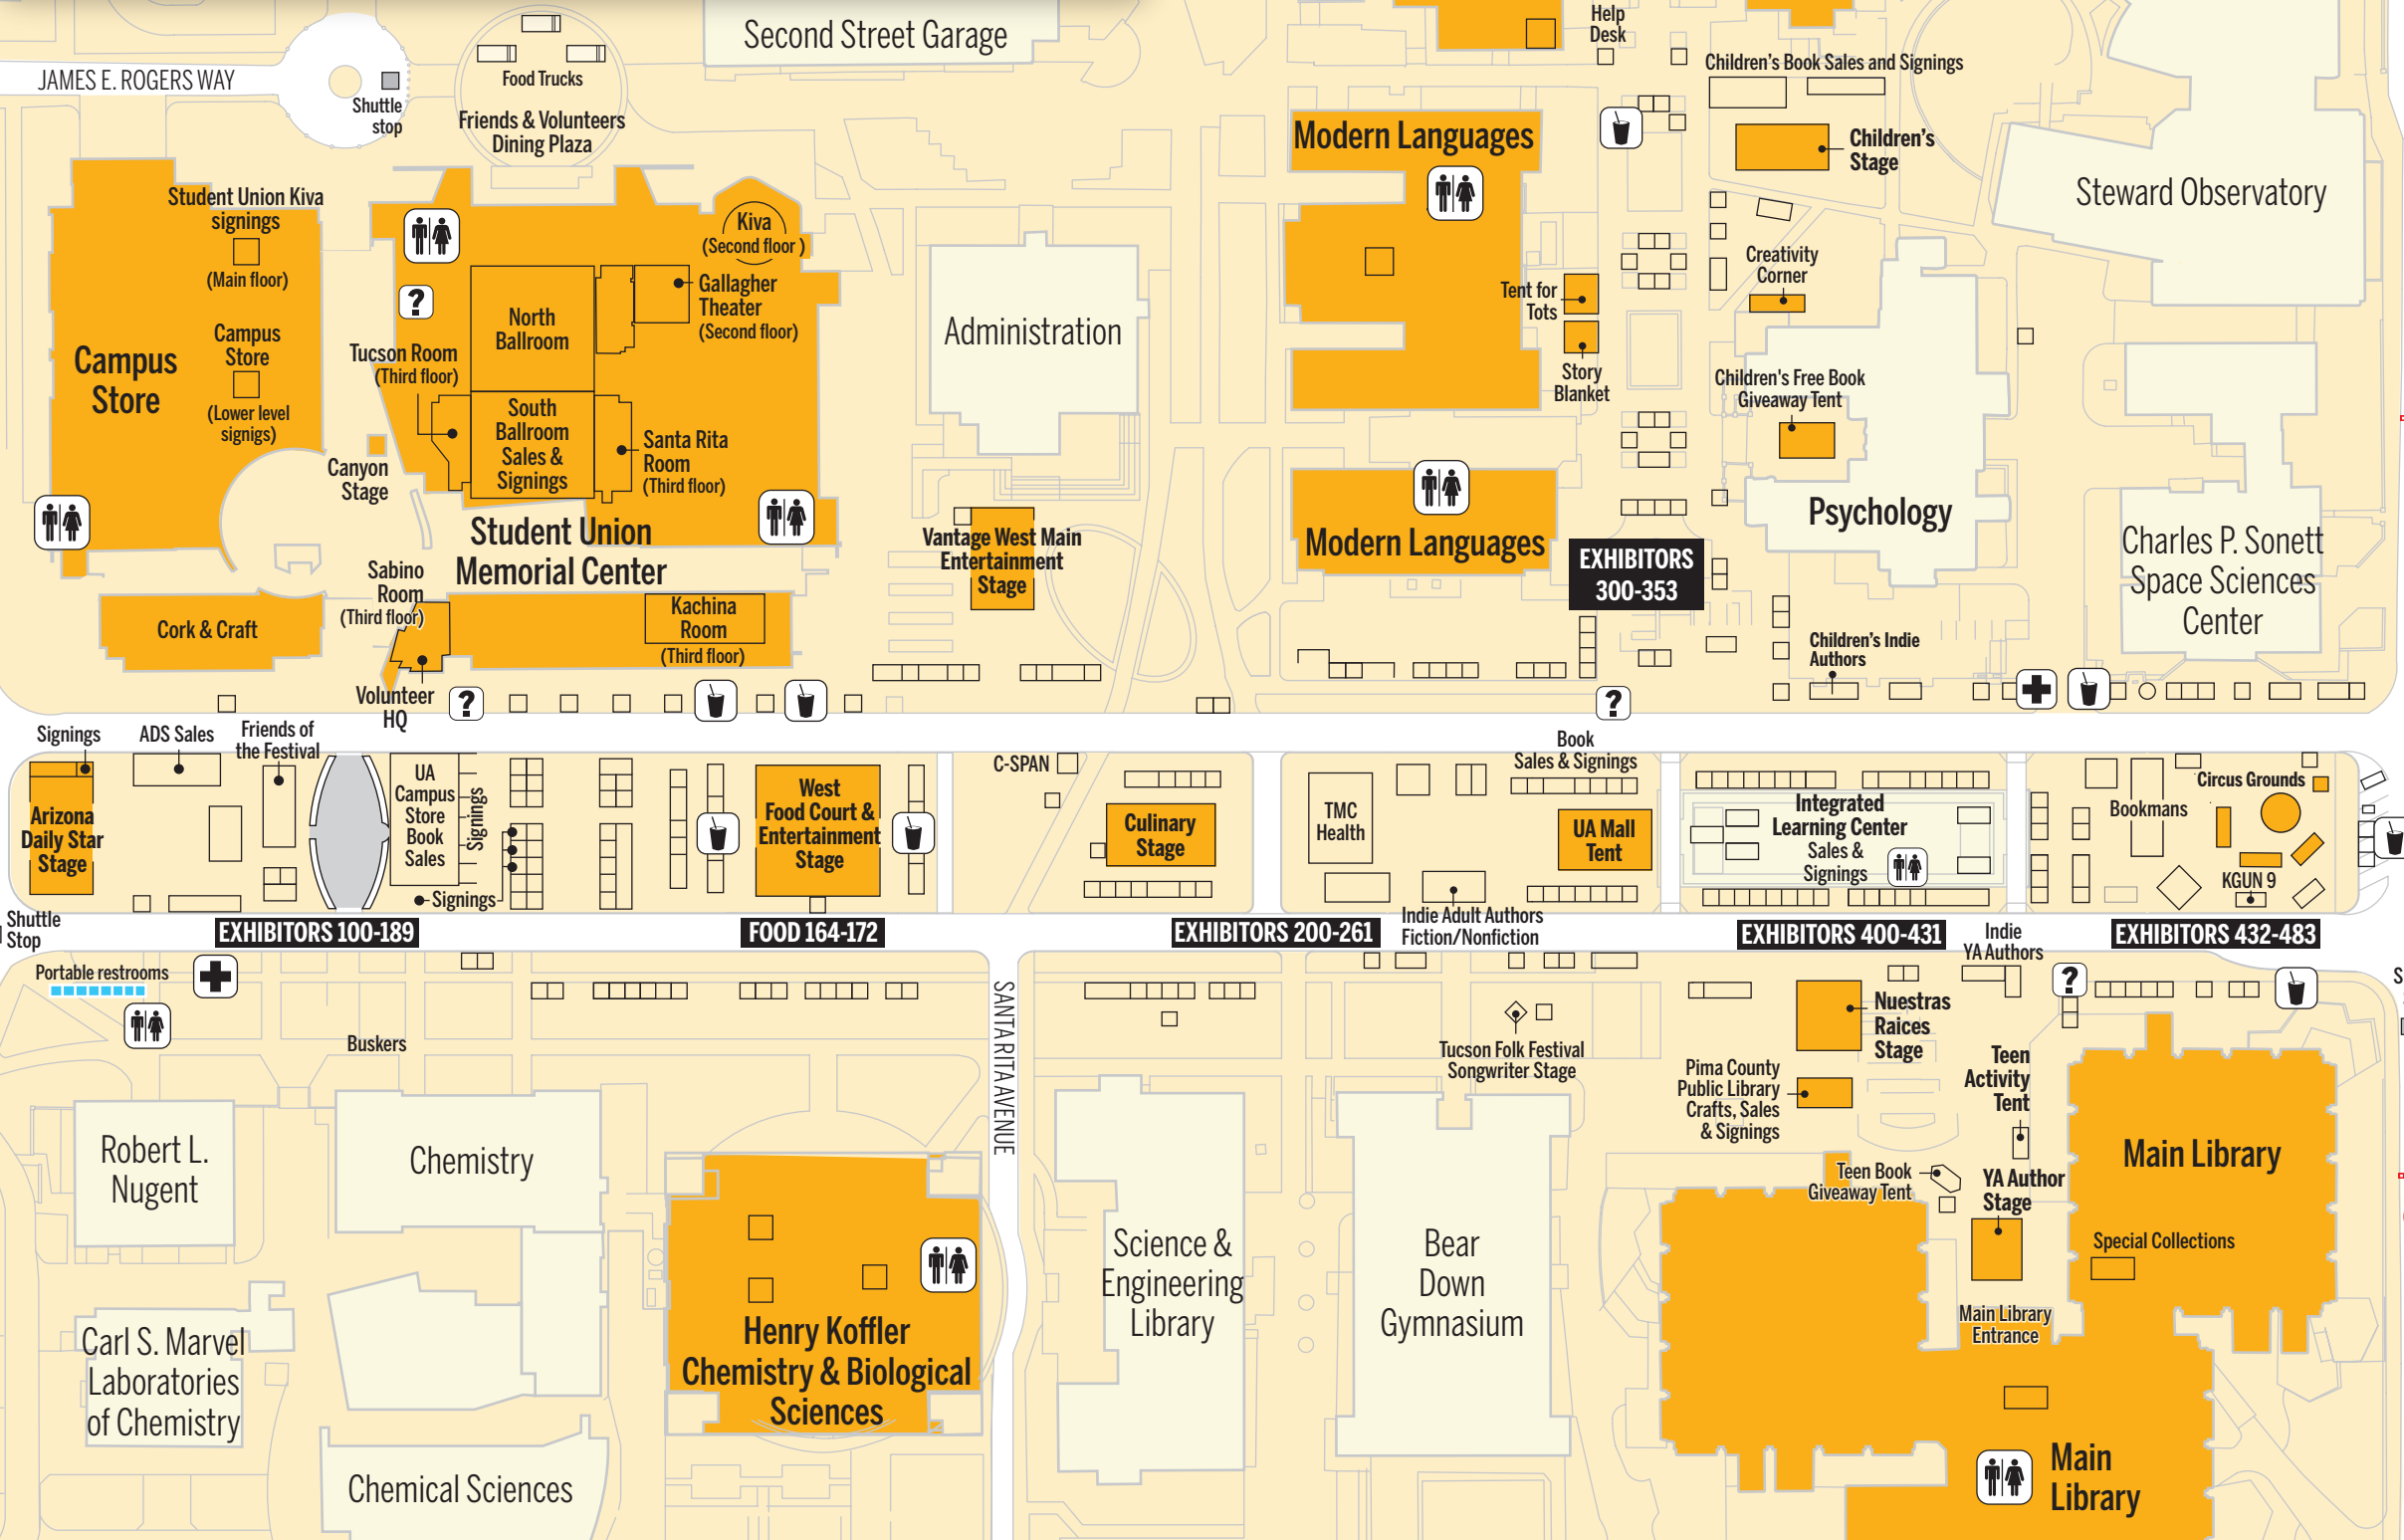 Second Street Garage
Help
Desk
JAMES E. ROGERS WAY
Shuttle
stop
Food Trucks
Friends & Volunteers
Dining Plaza
Children's Book Sales and Signings
Modern Languages
Children's
Stage
Steward Observatory
Student Union Kiva
signings
(Main floor)
Campus
Store
(Lower level
signigs)
Campus
Store
?
Kiva
(Second floor )
Gallagher
Theater
(Second floor)
North
Ballroom
Tucson Room
(Third floor)
South
Ballroom
Sales &
Signings
Santa Rita
Room
(Third floor)
Canyon
Stage
Administration
Tent for
Tots
Story
Blanket
Creativity
Corner
Children's Free Book
Giveaway Tent
Psychology
Student Union
Memorial Center
Vantage West Main
Entertainment
Stage
Modern Languages
EXHIBITORS
300-353
Charles P. Sonett
Space Sciences
Center
Sabino
Room
(Third floor)
Cork & Craft
Kachina
Room
(Third floor)
Children's Indie
Authors
Volunteer
HQ
?
?
Signings
ADS Sales
Friends of
the Festival
Arizona
Daily Star
Stage
UA
Campus
Store
Book
Sales
Signings
Signings
West
Food Court &
Entertainment
Stage
C-SPAN
Culinary
Stage
TMC
Health
Book
Sales & Signings
UA Mall
Tent
Integrated
Learning Center
Sales &
Signings
Bookmans
Circus Grounds
KGUN 9
Shuttle
Stop
EXHIBITORS 100-189
FOOD 164-172
EXHIBITORS 200-261
Indie Adult Authors
Fiction/Nonfiction
EXHIBITORS 400-431
Indie
YA Authors
EXHIBITORS 432-483
Portable restrooms
Buskers
SANTA RITA AVENUE
Tucson Folk Festival
Songwriter Stage
Nuestras
Raices
Stage
Pima County
Public Library
Crafts, Sales
& Signings
?
Teen
Activity
Tent
Teen Book
Giveaway Tent
YA Author
Stage
Main Library
Special Collections
Main Library
Entrance
Robert L.
Nugent
Chemistry
Carl S. Marvel
Laboratories
of Chemistry
Henry Koffler
Chemistry & Biological
Sciences
Science &
Engineering
Library
Bear
Down
Gymnasium
Chemical Sciences
Main
Library